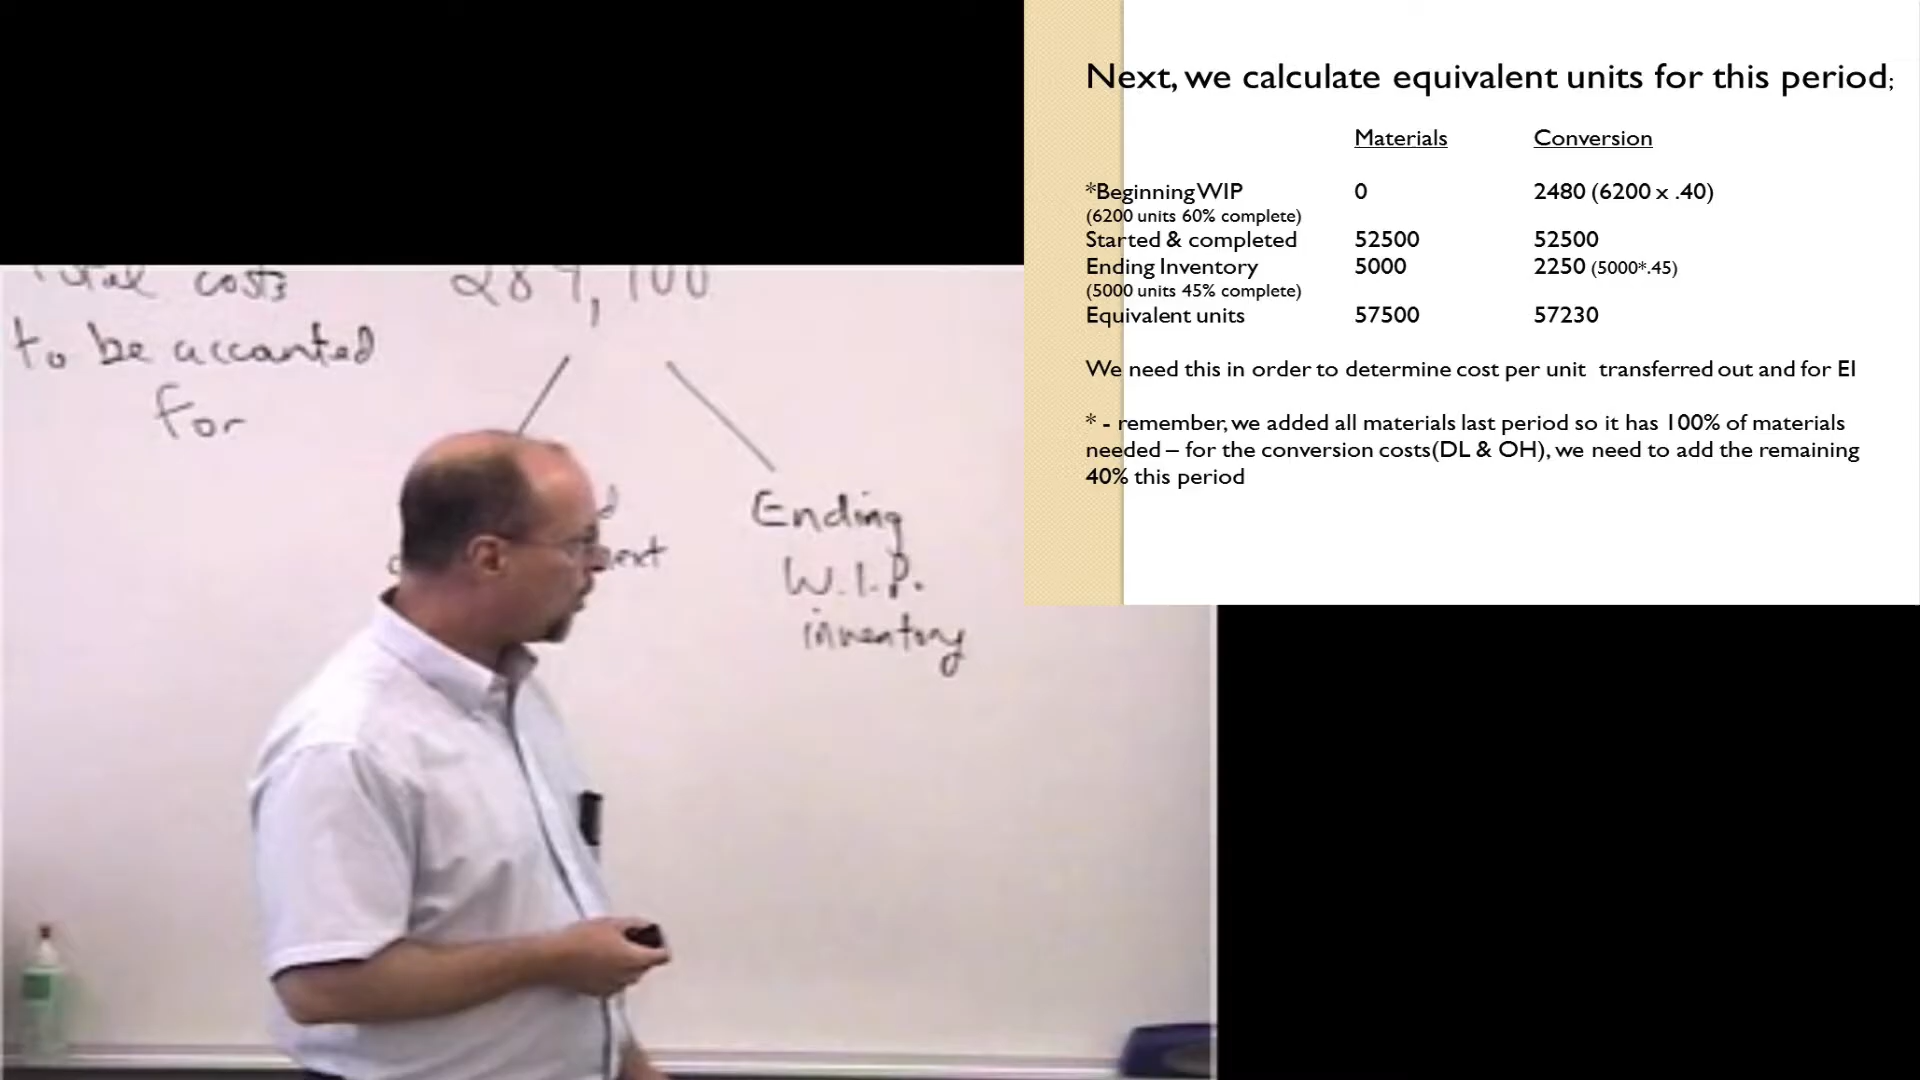 Next, we calculate equivalent units for this period;
Materials Conversion
*Beginning WIP 0 2480 (6200 x .40)
(6200 units 60% complete)
Started & completed 52500 52500
Ending Inventory 5000 2250 (5000*.45)
(5000 units 45% complete)
Equivalent units 57500 57230
We need this in order to determine cost per unit transferred out and for EI
* - remember, we added all materials last period so it has 100% of materials
needed – for the conversion costs(DL & OH), we need to add the remaining
40% this period
Total costs 289,100
to be accounted
for
Ending
W.I.P.
inventory